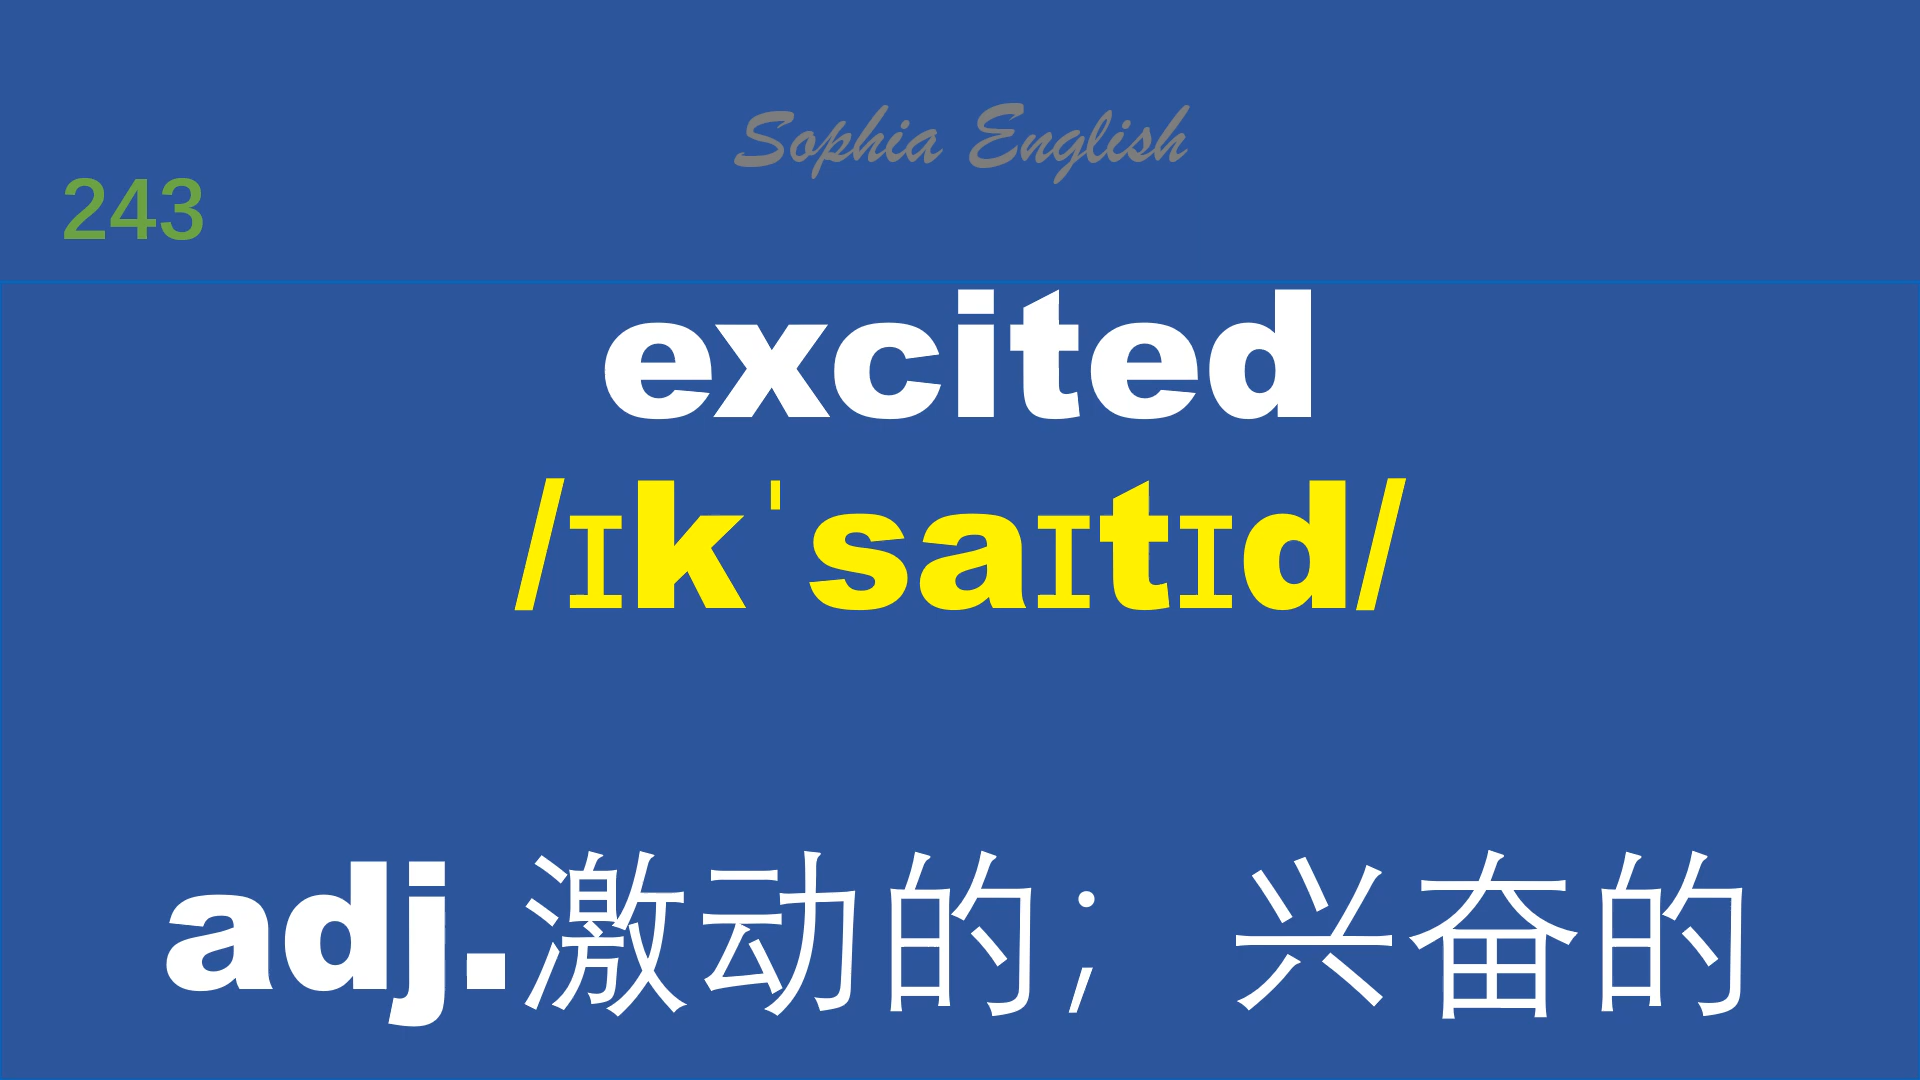 Sophia English
243
excited
/ɪkˈsaɪtɪd/
adj.激动的；兴奋的